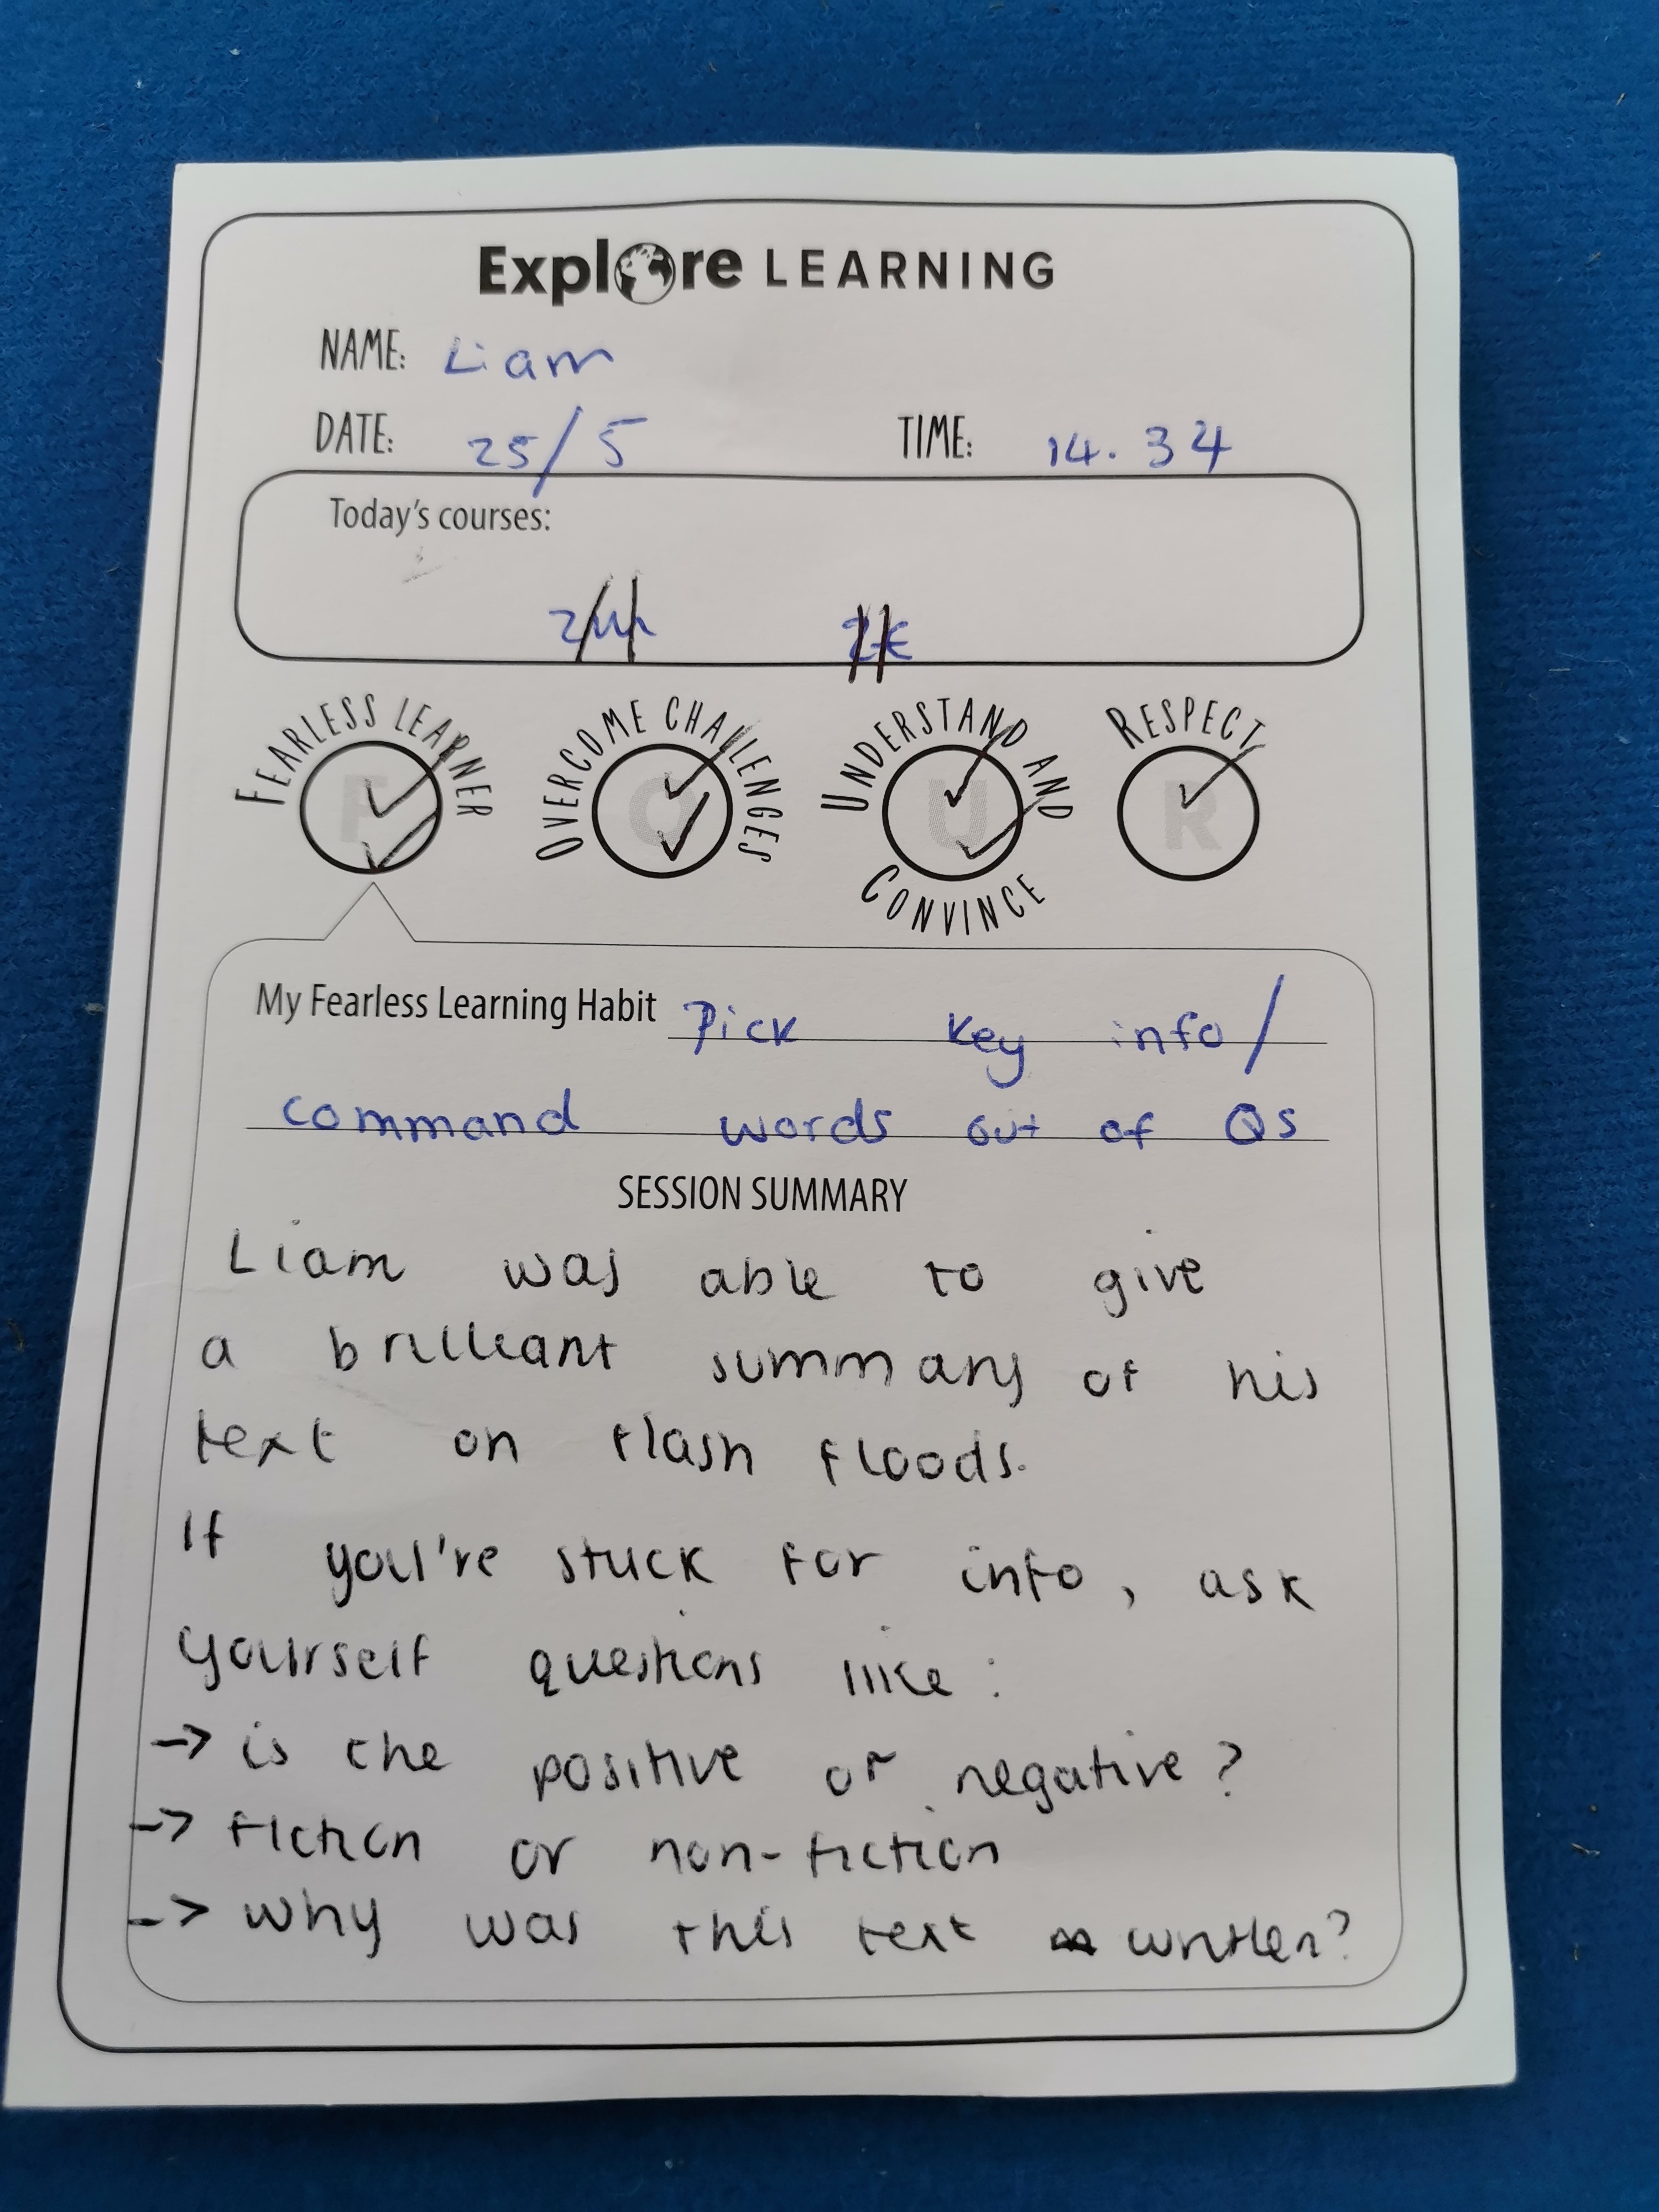 Explore LEARNING
NAME: Liam
DATE: 25/5 TIME: 14.34
Today's courses:
FEARLESS LEARNER OVERCOME CHALLENGES UNDERSTAND AND CONVINCE RESPECT
F O U R
My Fearless Learning Habit Pick key info/
command words out of Qs
SESSION SUMMARY
Liam was able to give
a brilleant summary of his
text on flash floods.
If you're stuck for info, ask
yourself questions like:
-> is the positive or negative?
-> fiction or non-fiction
-> why was this text written?